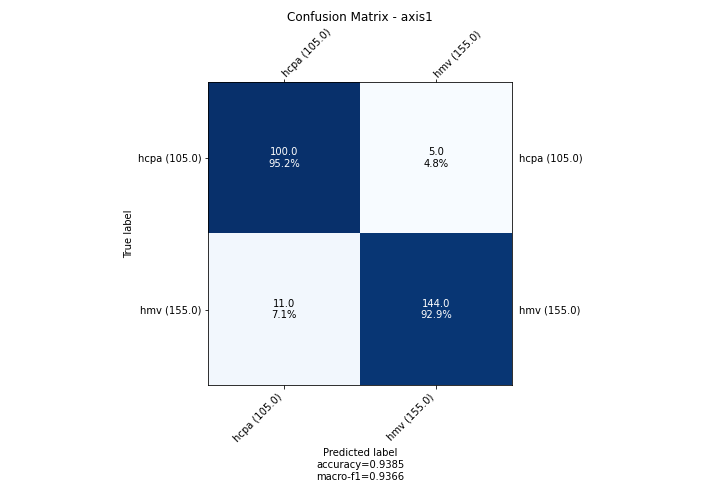 Confusion Matrix - axis1
hcpa (105.0)
hmv (155.0)
hcpa (105.0)
100.0
95.2%
5.0
4.8%
hcpa (105.0)
True label
hmv (155.0)
11.0
7.1%
144.0
92.9%
hmv (155.0)
hcpa (105.0)
hmv (155.0)
Predicted label
accuracy=0.9385
macro-f1=0.9366